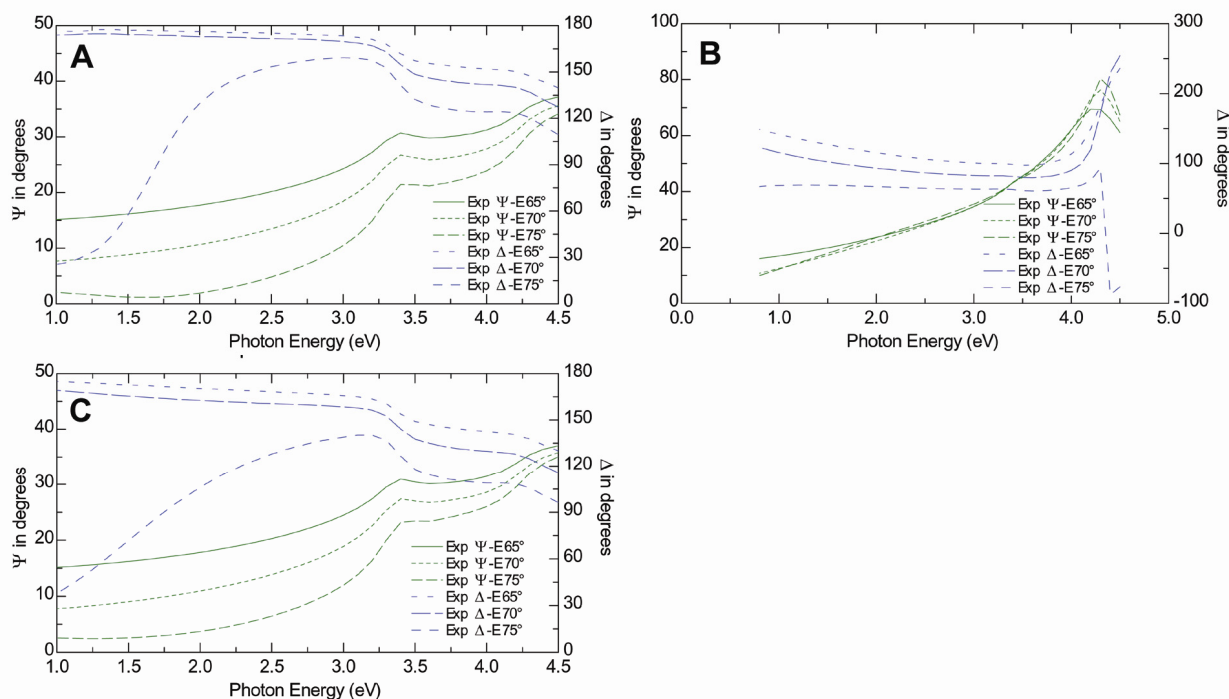 A
50
40
30
20
10
0
Ψ in degrees
180
150
120
90
60
30
0
Δ in degrees
Exp Ψ-E65°
Exp Ψ-E70°
Exp Ψ-E75°
Exp Δ-E65°
Exp Δ-E70°
Exp Δ-E75°
1.0 1.5 2.0 2.5 3.0 3.5 4.0 4.5
Photon Energy (eV)
B
100
80
60
40
20
0
Ψ in degrees
300
200
100
0
-100
Δ in degrees
Exp Ψ-E65°
Exp Ψ-E70°
Exp Ψ-E75°
Exp Δ-E65°
Exp Δ-E70°
Exp Δ-E75°
0.0 1.0 2.0 3.0 4.0 5.0
Photon Energy (eV)
C
50
40
30
20
10
0
Ψ in degrees
180
150
120
90
60
30
0
Δ in degrees
Exp Ψ-E65°
Exp Ψ-E70°
Exp Ψ-E75°
Exp Δ-E65°
Exp Δ-E70°
Exp Δ-E75°
1.0 1.5 2.0 2.5 3.0 3.5 4.0 4.5
Photon Energy (eV)